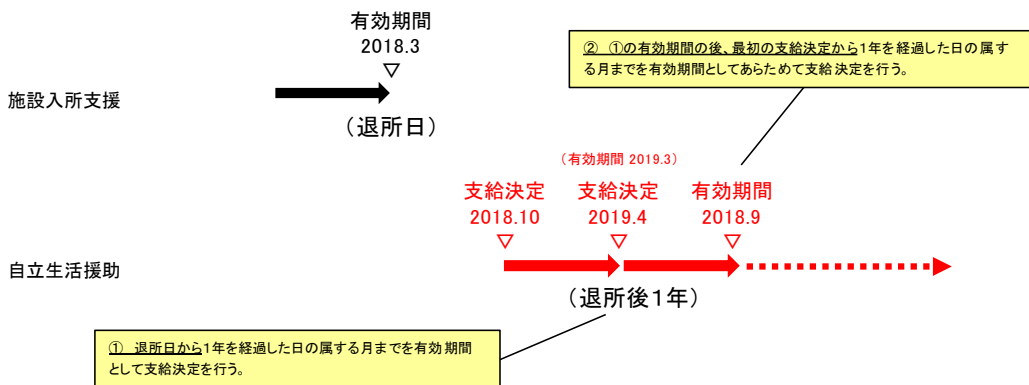 有効期間
2018.3
▽
施設入所支援
(退所日)
② ①の有効期間の後、最初の支給決定から1年を経過した日の属す
る月までを有効期間としてあらためて支給決定を行う。
(有効期間 2019.3)
支給決定
2018.10
▽
支給決定
2019.4
▽
有効期間
2018.9
▽
自立生活援助
(退所後1年)
① 退所日から1年を経過した日の属する月までを有効期間
として支給決定を行う。